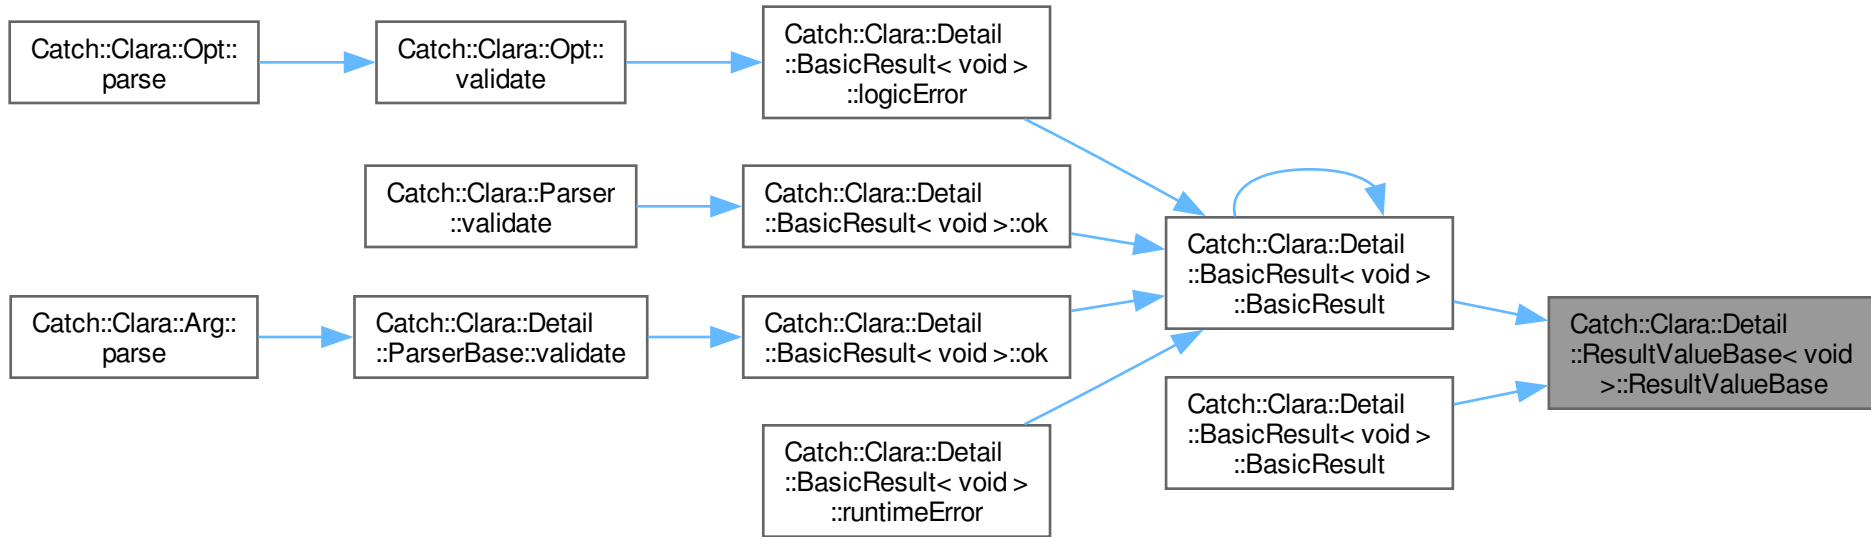 Catch::Clara::Opt::
parse
Catch::Clara::Opt::
validate
Catch::Clara::Detail
::BasicResult< void >
::logicError
Catch::Clara::Parser
::validate
Catch::Clara::Detail
::BasicResult< void >::ok
Catch::Clara::Arg::
parse
Catch::Clara::Detail
::ParserBase::validate
Catch::Clara::Detail
::BasicResult< void >::ok
Catch::Clara::Detail
::BasicResult< void >
::runtimeError
Catch::Clara::Detail
::BasicResult< void >
::BasicResult
Catch::Clara::Detail
::BasicResult< void >
::BasicResult
Catch::Clara::Detail
::ResultValueBase< void
>::ResultValueBase